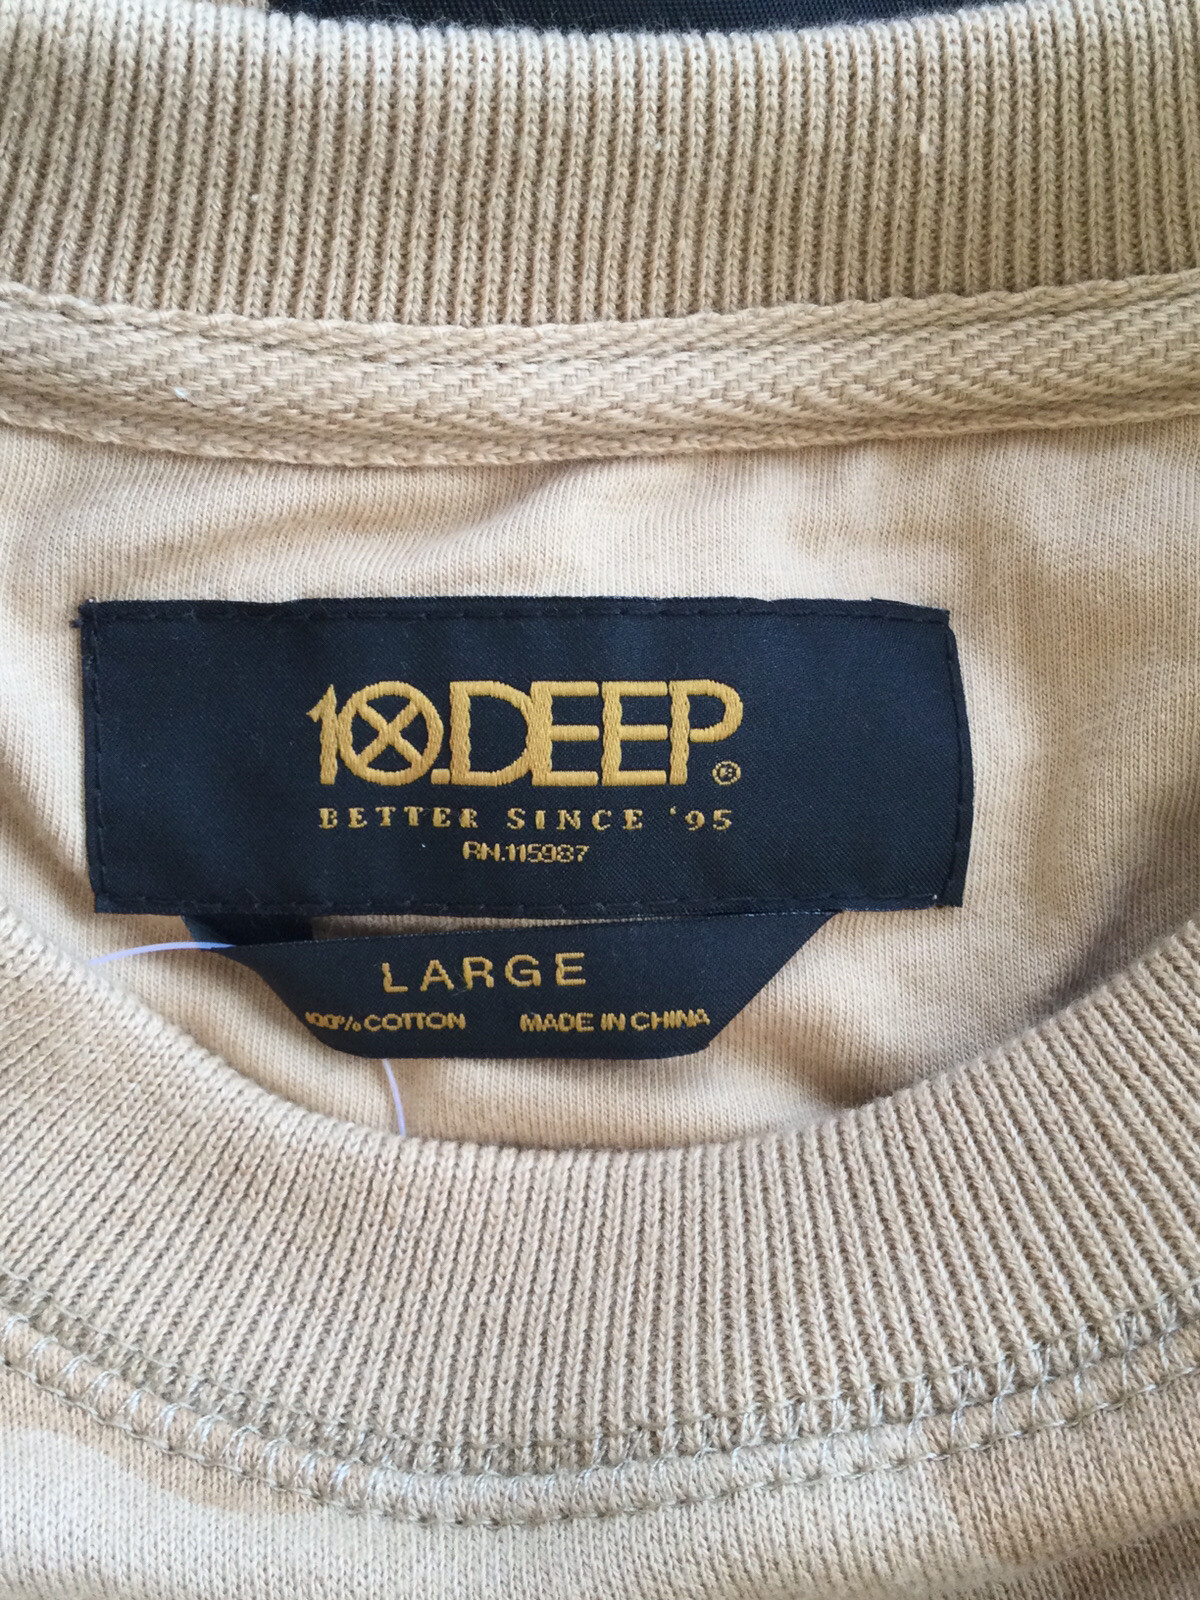 10.DEEP®
BETTER SINCE '95
RN.115987
LARGE
100% COTTON MADE IN CHINA